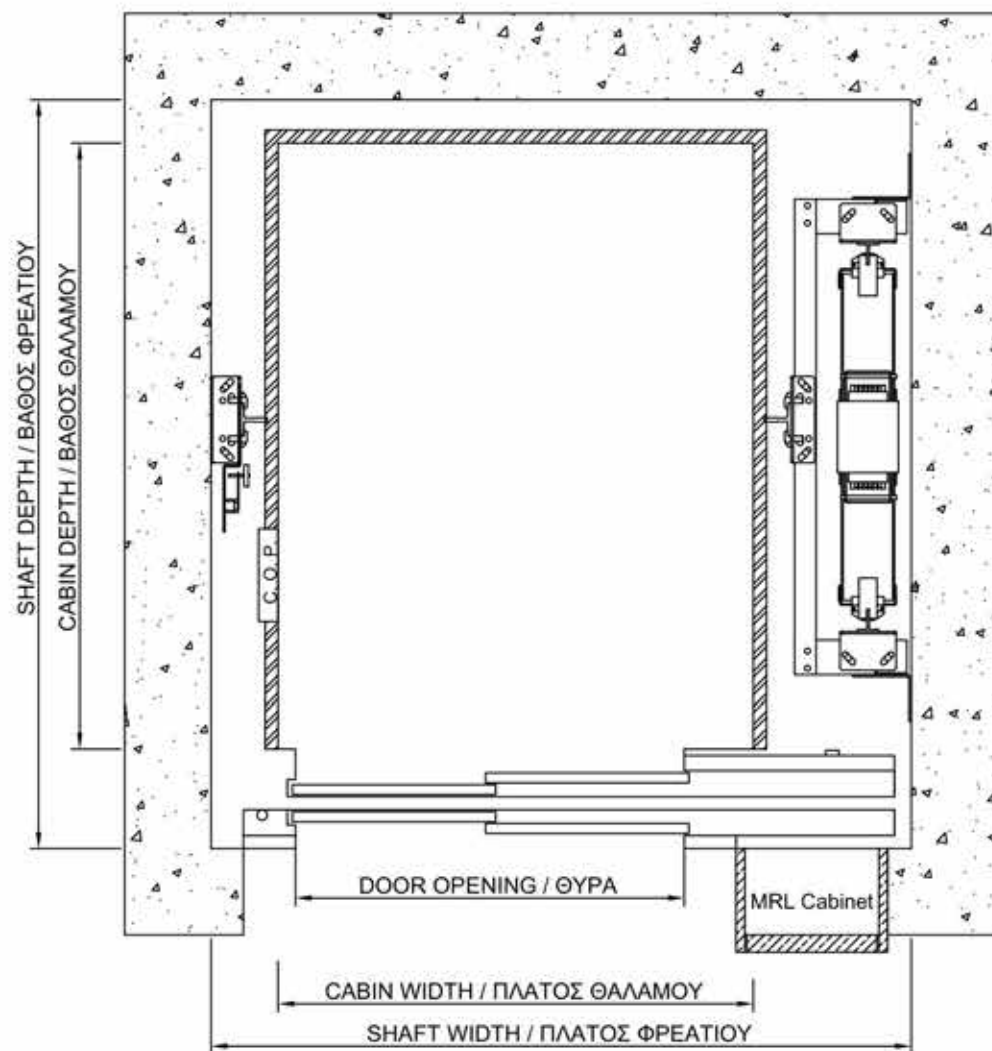 SHAFT DEPTH / ΒΑΘΟΣ ΦΡΕΑΤΙΟΥ
CABIN DEPTH / ΒΑΘΟΣ ΘΑΛΑΜΟΥ
C.O.P.
DOOR OPENING / ΘΥΡΑ
MRL Cabinet
CABIN WIDTH / ΠΛΑΤΟΣ ΘΑΛΑΜΟΥ
SHAFT WIDTH / ΠΛΑΤΟΣ ΦΡΕΑΤΙΟΥ